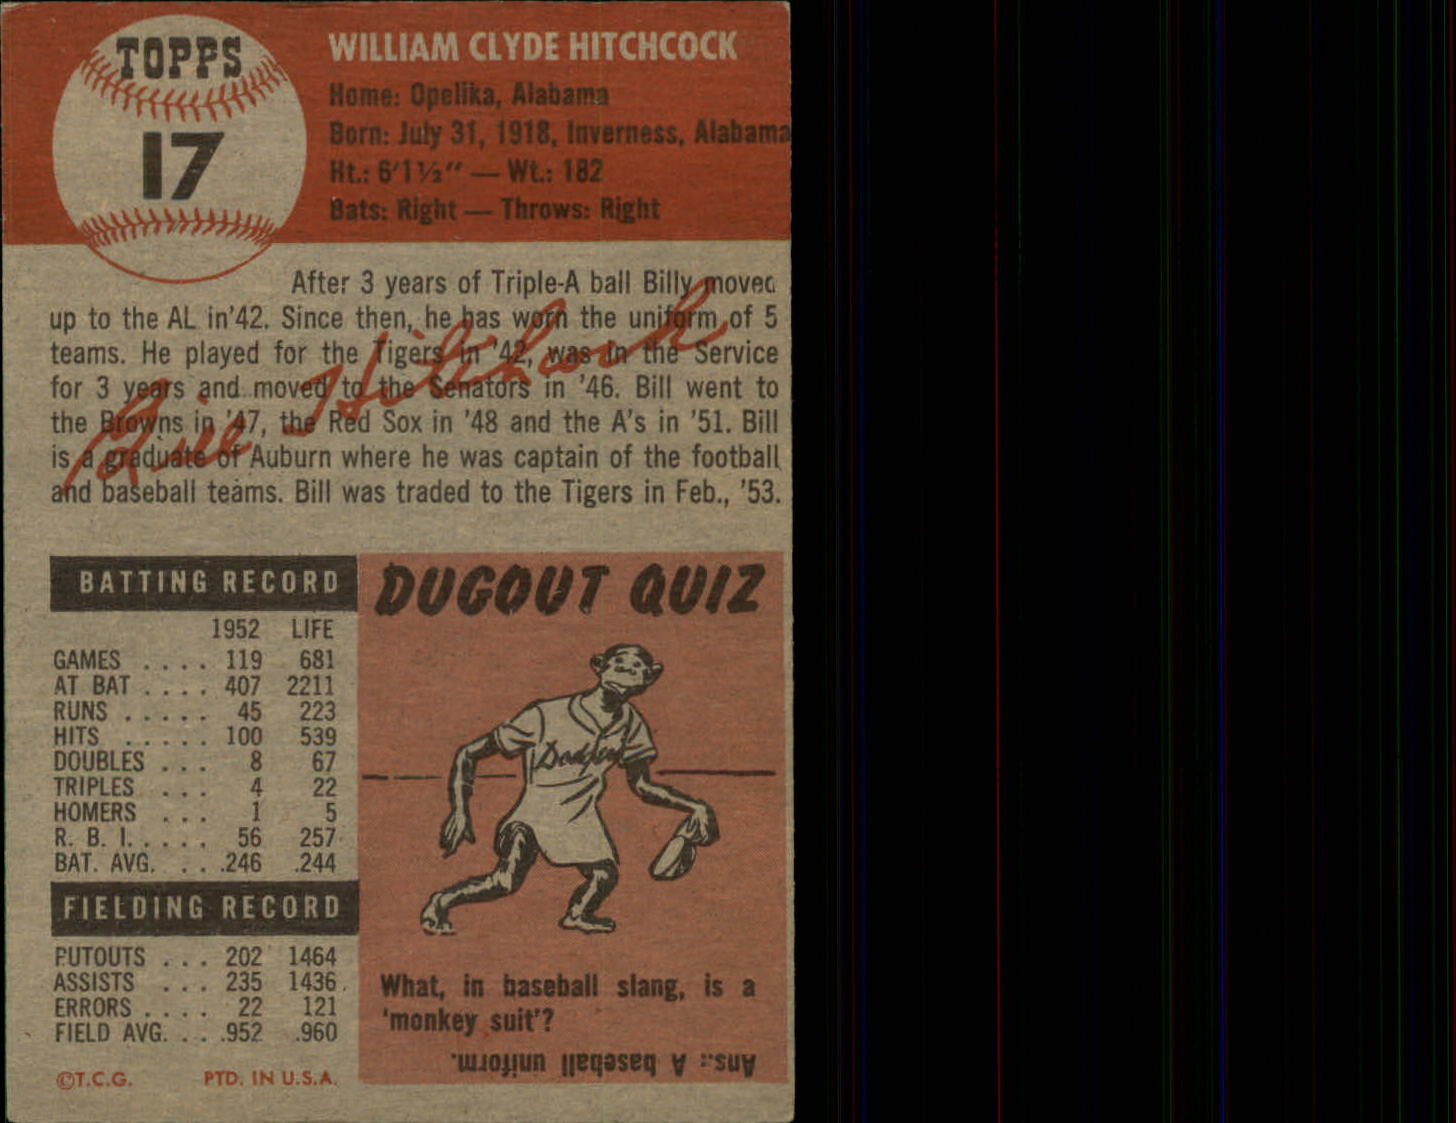 TOPPS
17
WILLIAM CLYDE HITCHCOCK
Home: Opelika, Alabama
Born: July 31, 1918, Inverness, Alabama
Ht.: 6'1½" — Wt.: 182
Bats: Right — Throws: Right
After 3 years of Triple-A ball Billy moved
up to the AL in'42. Since then, he has worn the uniform of 5
teams. He played for the Tigers in '42, was in the Service
for 3 years and moved to the Senators in '46. Bill went to
the Browns in '47, the Red Sox in '48 and the A's in '51. Bill
is a graduate of Auburn where he was captain of the football
and baseball teams. Bill was traded to the Tigers in Feb., '53.
Bill Hitchcock
BATTING RECORD
1952 LIFE
GAMES .... 119 681
AT BAT .... 407 2211
RUNS ..... 45 223
HITS ..... 100 539
DOUBLES ... 8 67
TRIPLES ... 4 22
HOMERS ... 1 5
R. B. I. .... 56 257
BAT. AVG. ... .246 .244
FIELDING RECORD
PUTOUTS ... 202 1464
ASSISTS ... 235 1436
ERRORS .... 22 121
FIELD AVG. .. .952 .960
©T.C.G. PTD. IN U.S.A.
DUGOUT QUIZ
Dodgers
What, in baseball slang, is a
'monkey suit'?
Ans.: A baseball uniform.